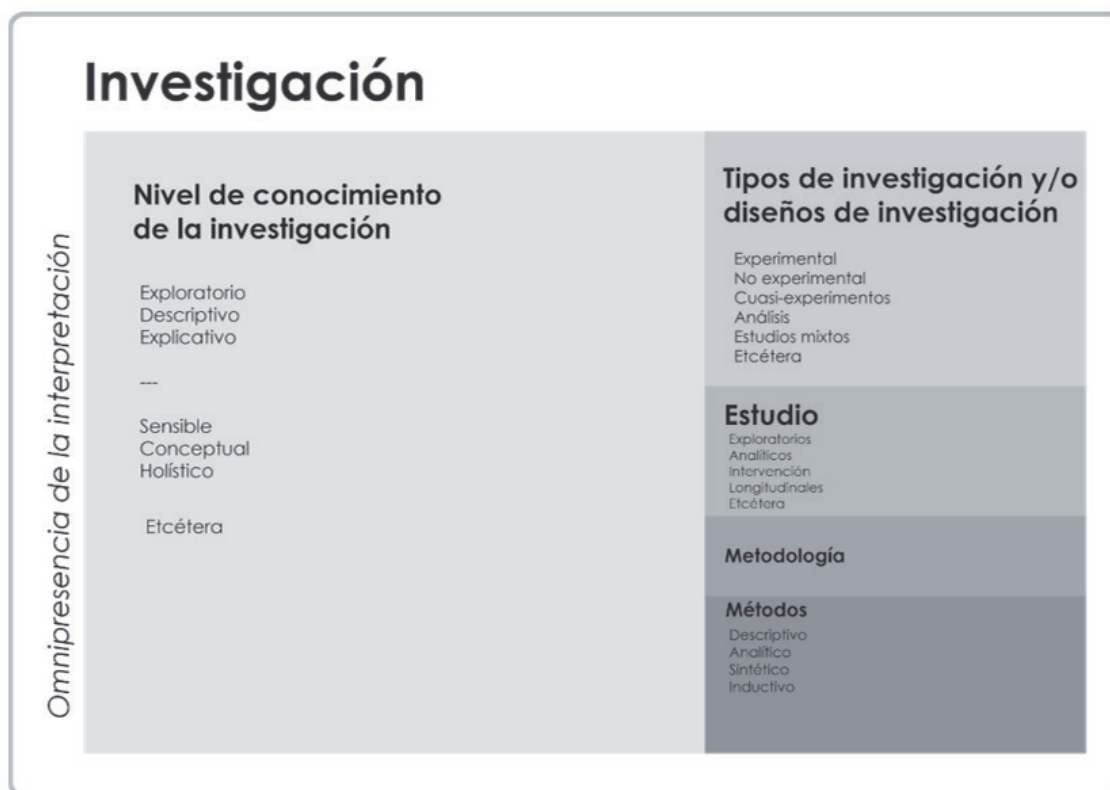 Investigación
Omnipresencia de la interpretación
Nivel de conocimiento
de la investigación
Exploratorio
Descriptivo
Explicativo
---
Sensible
Conceptual
Holístico
Etcétera
Tipos de investigación y/o
diseños de investigación
Experimental
No experimental
Cuasi-experimentos
Análisis
Estudios mixtos
Etcétera
Estudio
Exploratorios
Analíticos
Intervención
Longitudinales
Etcétera
Metodología
Métodos
Descriptivo
Analítico
Sintético
Inductivo